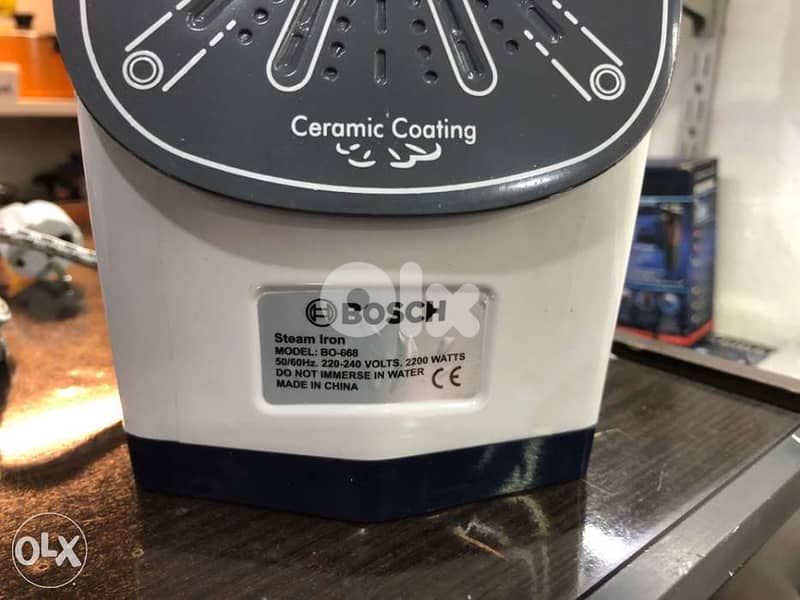 Ceramic Coating
olx
BOSCH
Steam Iron
MODEL: BO-668
50/60Hz. 220-240 VOLTS. 2200 WATTS
DO NOT IMMERSE IN WATER
MADE IN CHINA
CE
OLX